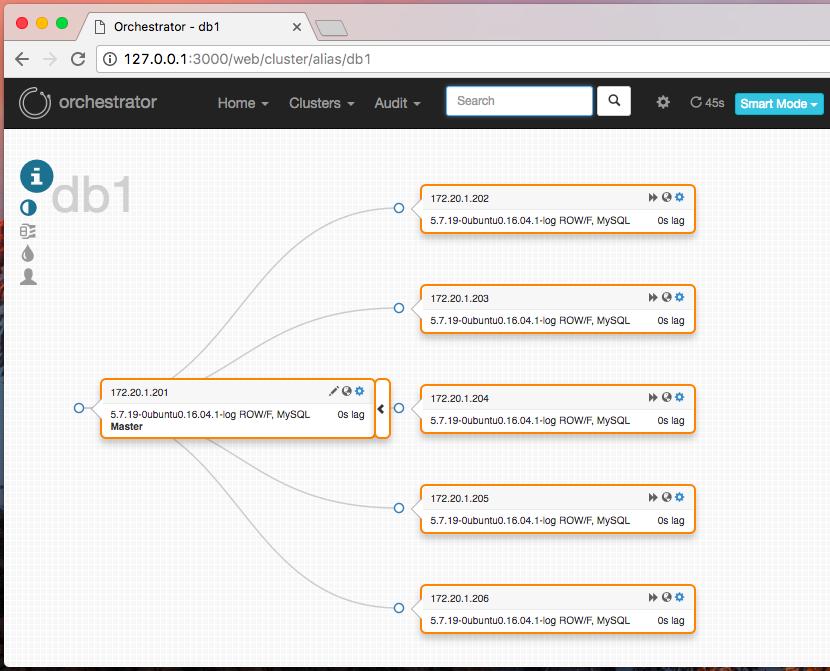 Orchestrator - db1
127.0.0.1:3000/web/cluster/alias/db1
orchestrator Home Clusters Audit Search 45s Smart Mode
db1
172.20.1.202
5.7.19-0ubuntu0.16.04.1-log ROW/F, MySQL 0s lag
172.20.1.203
5.7.19-0ubuntu0.16.04.1-log ROW/F, MySQL 0s lag
172.20.1.201
5.7.19-0ubuntu0.16.04.1-log ROW/F, MySQL 0s lag
Master
172.20.1.204
5.7.19-0ubuntu0.16.04.1-log ROW/F, MySQL 0s lag
172.20.1.205
5.7.19-0ubuntu0.16.04.1-log ROW/F, MySQL 0s lag
172.20.1.206
5.7.19-0ubuntu0.16.04.1-log ROW/F, MySQL 0s lag